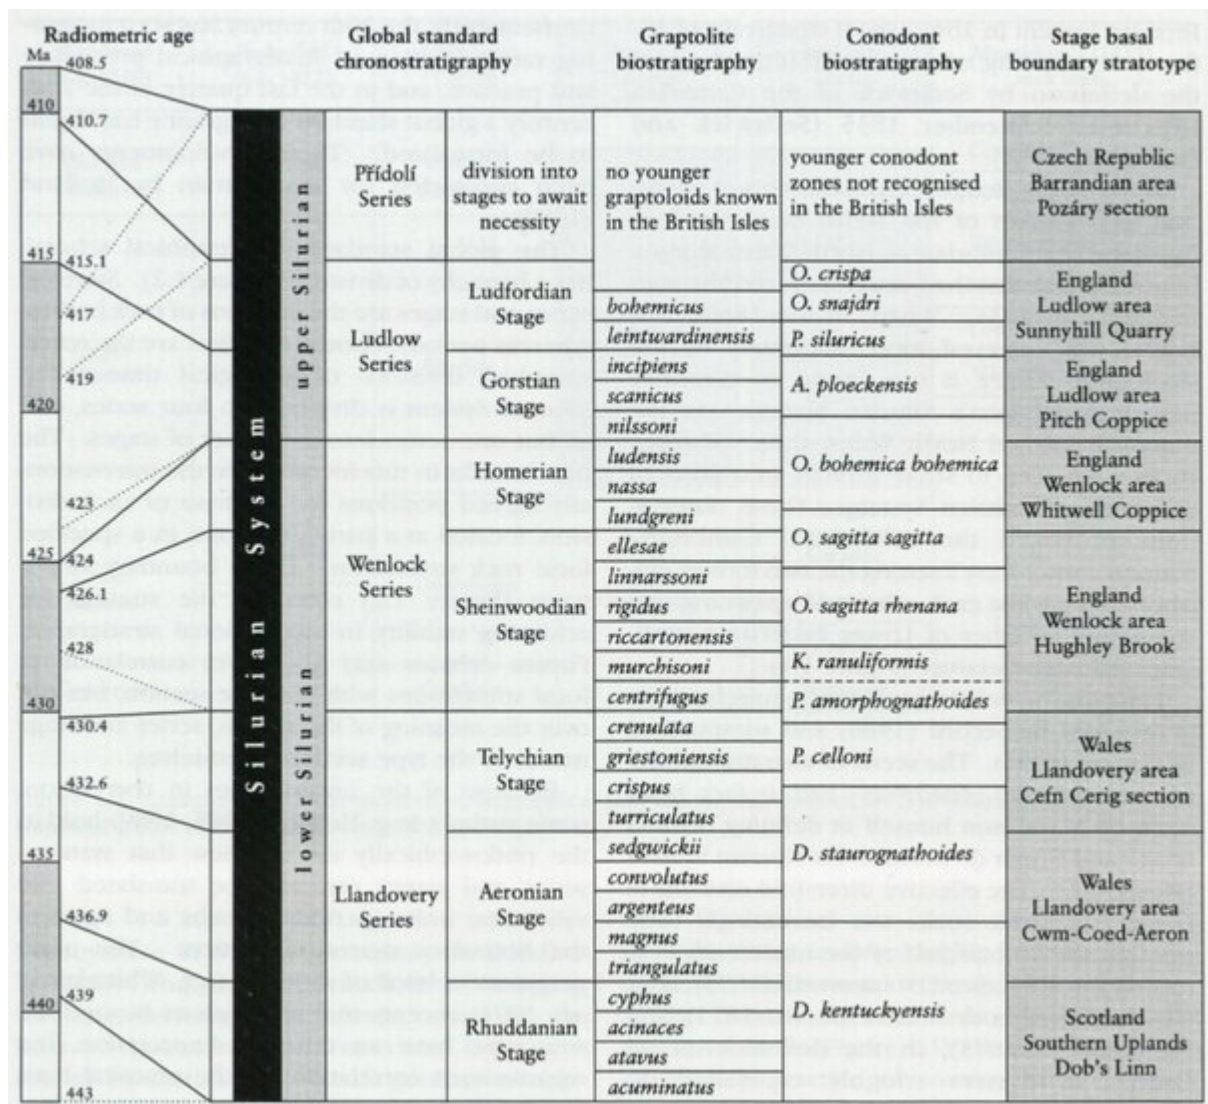 Radiometric age
Global standard
chronostratigraphy
Graptolite
biostratigraphy
Conodont
biostratigraphy
Stage basal
boundary stratotype
Ma
408.5
410
410.7
415
415.1
417
419
420
423
425
424
426.1
428
430
430.4
432.6
435
436.9
439
440
443
Silurian System
upper Silurian
lower Silurian
Přídolí
Series
Ludlow
Series
Wenlock
Series
Llandovery
Series
division into
stages to await
necessity
Ludfordian
Stage
Gorstian
Stage
Homerian
Stage
Sheinwoodian
Stage
Telychian
Stage
Aeronian
Stage
Rhuddanian
Stage
no younger
graptoloids known
in the British Isles
bohemicus
leintwardinensis
incipiens
scanicus
nilssoni
ludensis
nassa
lundgreni
ellesae
linnarssoni
rigidus
riccartonensis
murchisoni
centrifugus
crenulata
griestoniensis
crispus
turriculatus
sedgwickii
convolutus
argenteus
magnus
triangulatus
cyphus
acinaces
atavus
acuminatus
younger conodont
zones not recognised
in the British Isles
O. crispa
O. snajdri
P. siluricus
A. ploeckensis
O. bohemica bohemica
O. sagitta sagitta
O. sagitta rhenana
K. ranuliformis
P. amorphognathoides
P. celloni
D. staurognathoides
D. kentuckyensis
Czech Republic
Barrandian area
Pozáry section
England
Ludlow area
Sunnyhill Quarry
England
Ludlow area
Pitch Coppice
England
Wenlock area
Whitwell Coppice
England
Wenlock area
Hughley Brook
Wales
Llandovery area
Cefn Cerig section
Wales
Llandovery area
Cwm-Coed-Aeron
Scotland
Southern Uplands
Dob's Linn